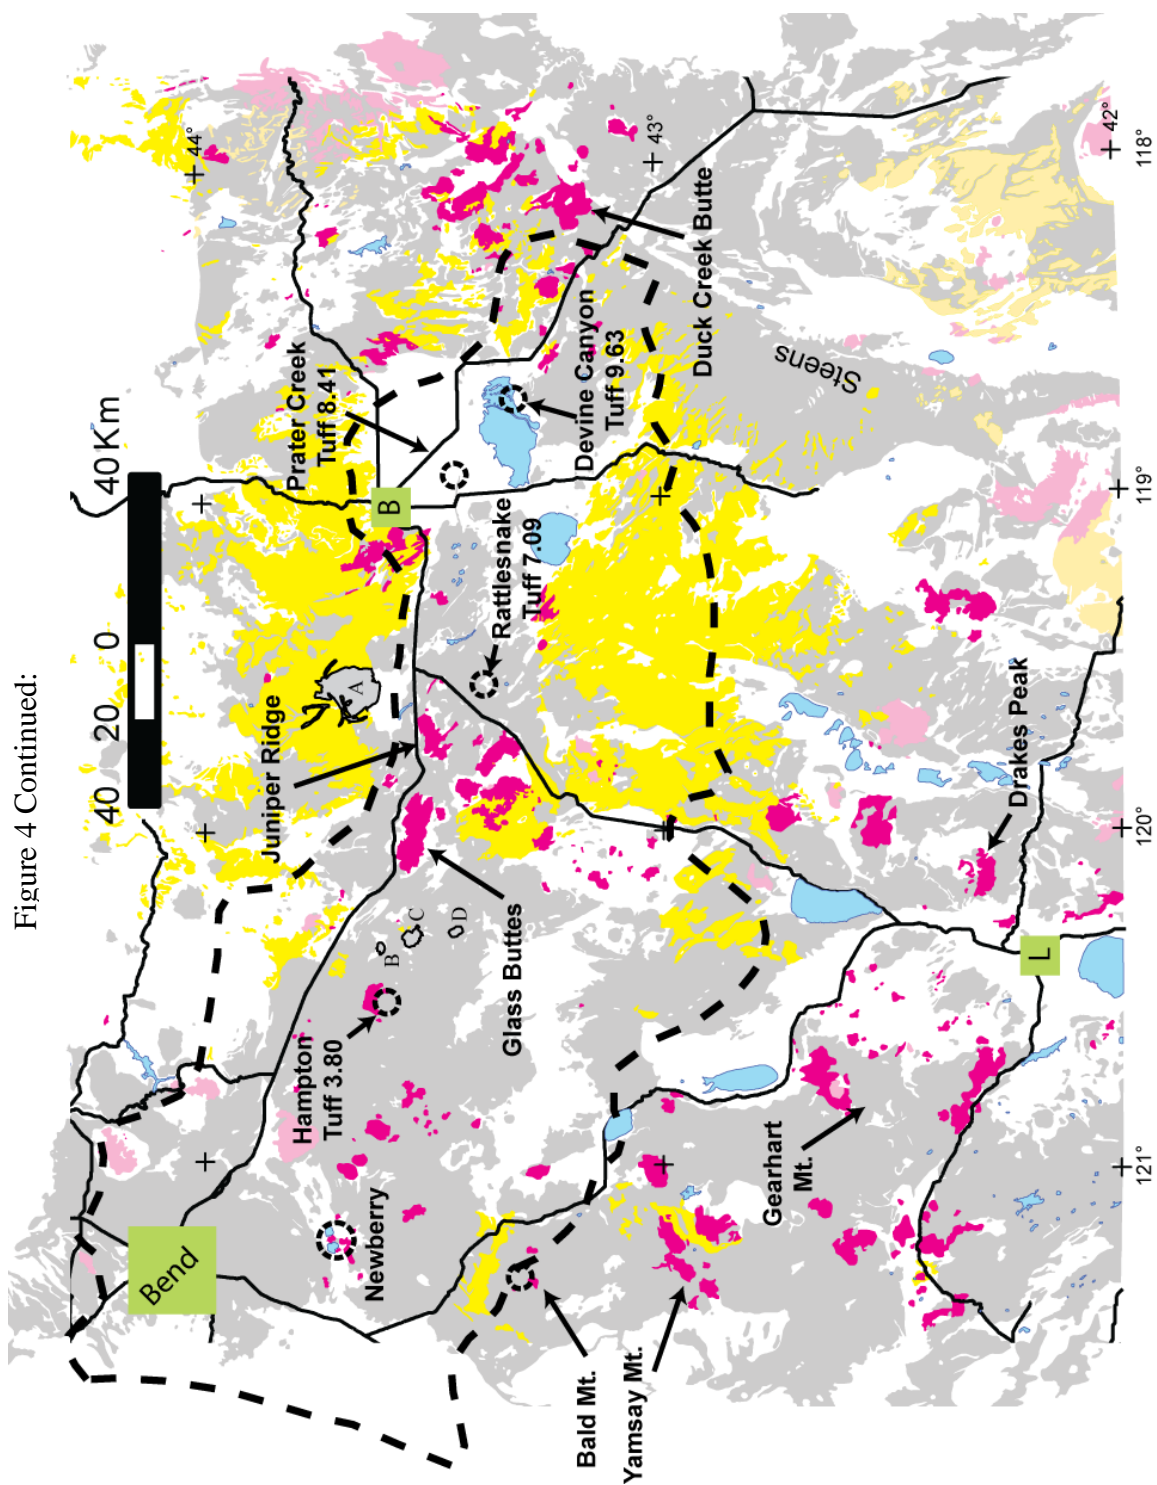 Figure 4 Continued:
40
20
0
40Km
44°
43°
42°
118°
119°
120°
121°
Prater Creek
Tuff 8.41
Devine Canyon
Tuff 9.63
Duck Creek Butte
Steens
B
Rattlesnake
Tuff 7.09
A
Juniper Ridge
Drakes Peak
Glass Buttes
B
C
D
Hampton
Tuff 3.80
L
Newberry
Bend
Gearhart
Mt.
Bald Mt.
Yamsay Mt.